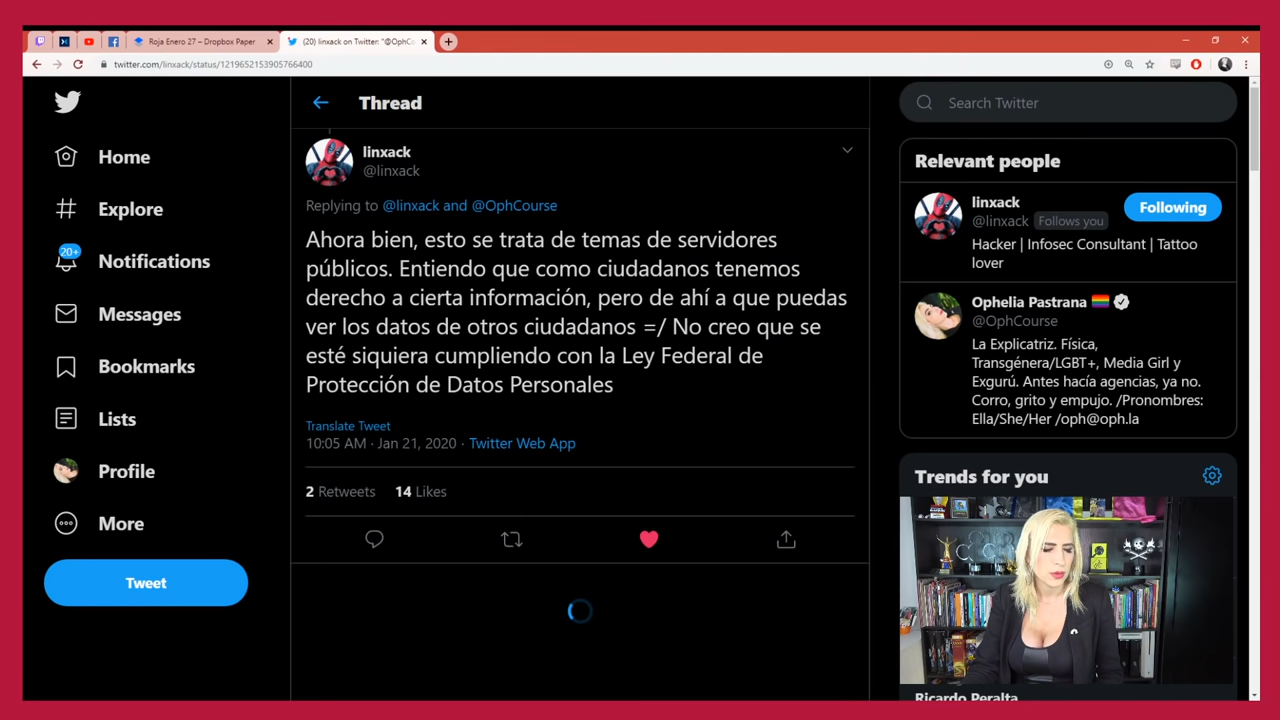 Roja Enero 27 – Dropbox Paper
(20) linxack on Twitter: "@OphCo
twitter.com/linxack/status/1219652153905766400
Home
Explore
20+
Notifications
Messages
Bookmarks
Lists
Profile
More
Tweet
Thread
linxack
@linxack
Replying to @linxack and @OphCourse
Ahora bien, esto se trata de temas de servidores
públicos. Entiendo que como ciudadanos tenemos
derecho a cierta información, pero de ahí a que puedas
ver los datos de otros ciudadanos =/ No creo que se
esté siquiera cumpliendo con la Ley Federal de
Protección de Datos Personales
Translate Tweet
10:05 AM · Jan 21, 2020 · Twitter Web App
2 Retweets 14 Likes
Search Twitter
Relevant people
linxack
@linxack Follows you
Following
Hacker | Infosec Consultant | Tattoo
lover
Ophelia Pastrana
@OphCourse
La Explicatriz. Física,
Transgénera/LGBT+, Media Girl y
Exgurú. Antes hacía agencias, ya no.
Corro, grito y empujo. /Pronombres:
Ella/She/Her /oph@oph.la
Trends for you
Ricardo Peralta